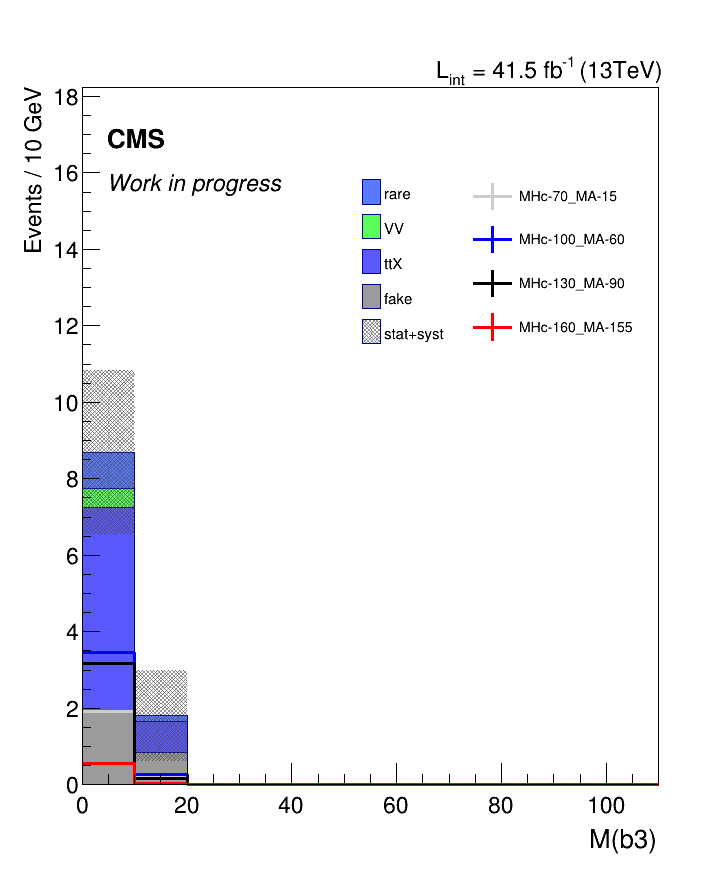 L_int = 41.5 fb^-1 (13TeV)
Events / 10 GeV
18
16
14
12
10
8
6
4
2
0
CMS
Work in progress
rare
VV
ttX
fake
stat+syst
MHc-70_MA-15
MHc-100_MA-60
MHc-130_MA-90
MHc-160_MA-155
0 20 40 60 80 100
M(b3)